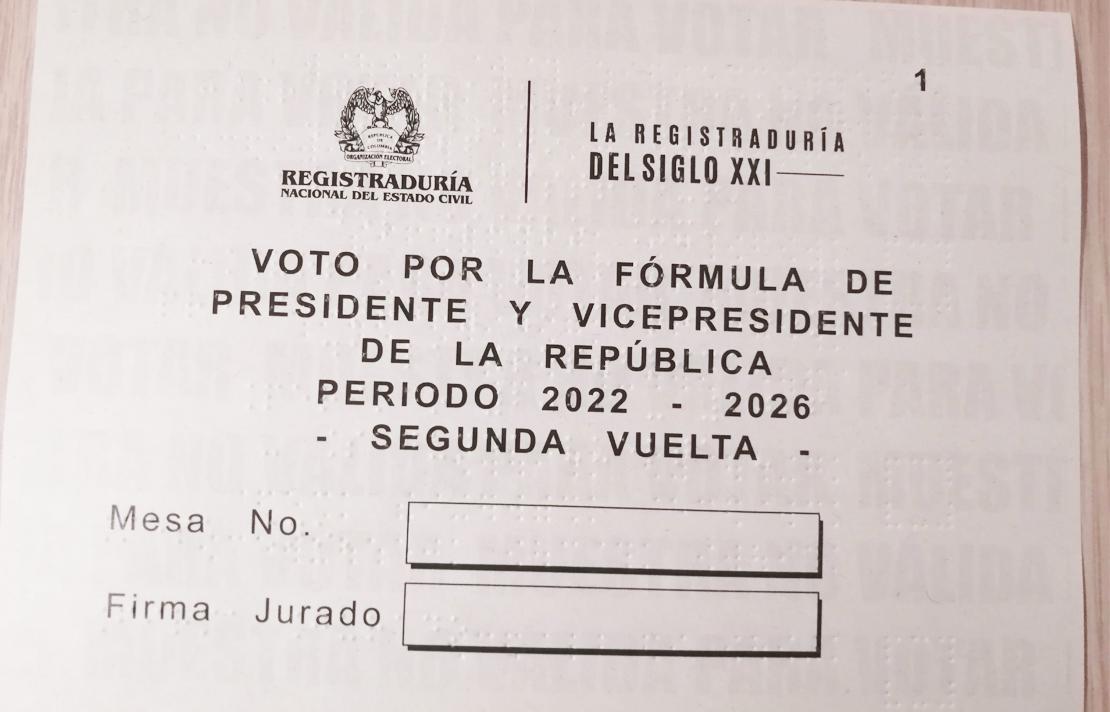 1
REPÚBLICA
DE
COLOMBIA
ORGANIZACIÓN ELECTORAL
REGISTRADURÍA
NACIONAL DEL ESTADO CIVIL
LA REGISTRADURÍA
DEL SIGLO XXI
VOTO POR LA FÓRMULA DE
PRESIDENTE Y VICEPRESIDENTE
DE LA REPÚBLICA
PERIODO 2022 - 2026
- SEGUNDA VUELTA -
Mesa No.
Firma Jurado